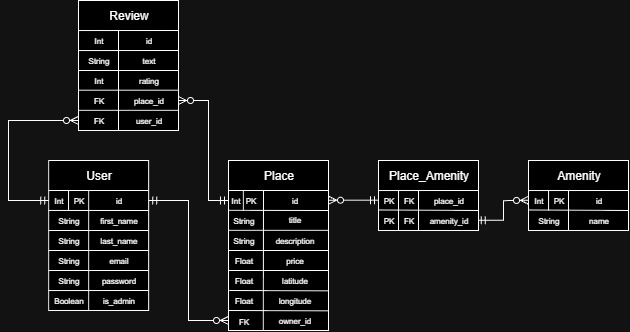 Review
Int id
String text
Int rating
FK place_id
FK user_id
User
Int PK id
String first_name
String last_name
String email
String password
Boolean is_admin
Place
Int PK id
String title
String description
Float price
Float latitude
Float longitude
FK owner_id
Place_Amenity
PK FK place_id
PK FK amenity_id
Amenity
Int PK id
String name